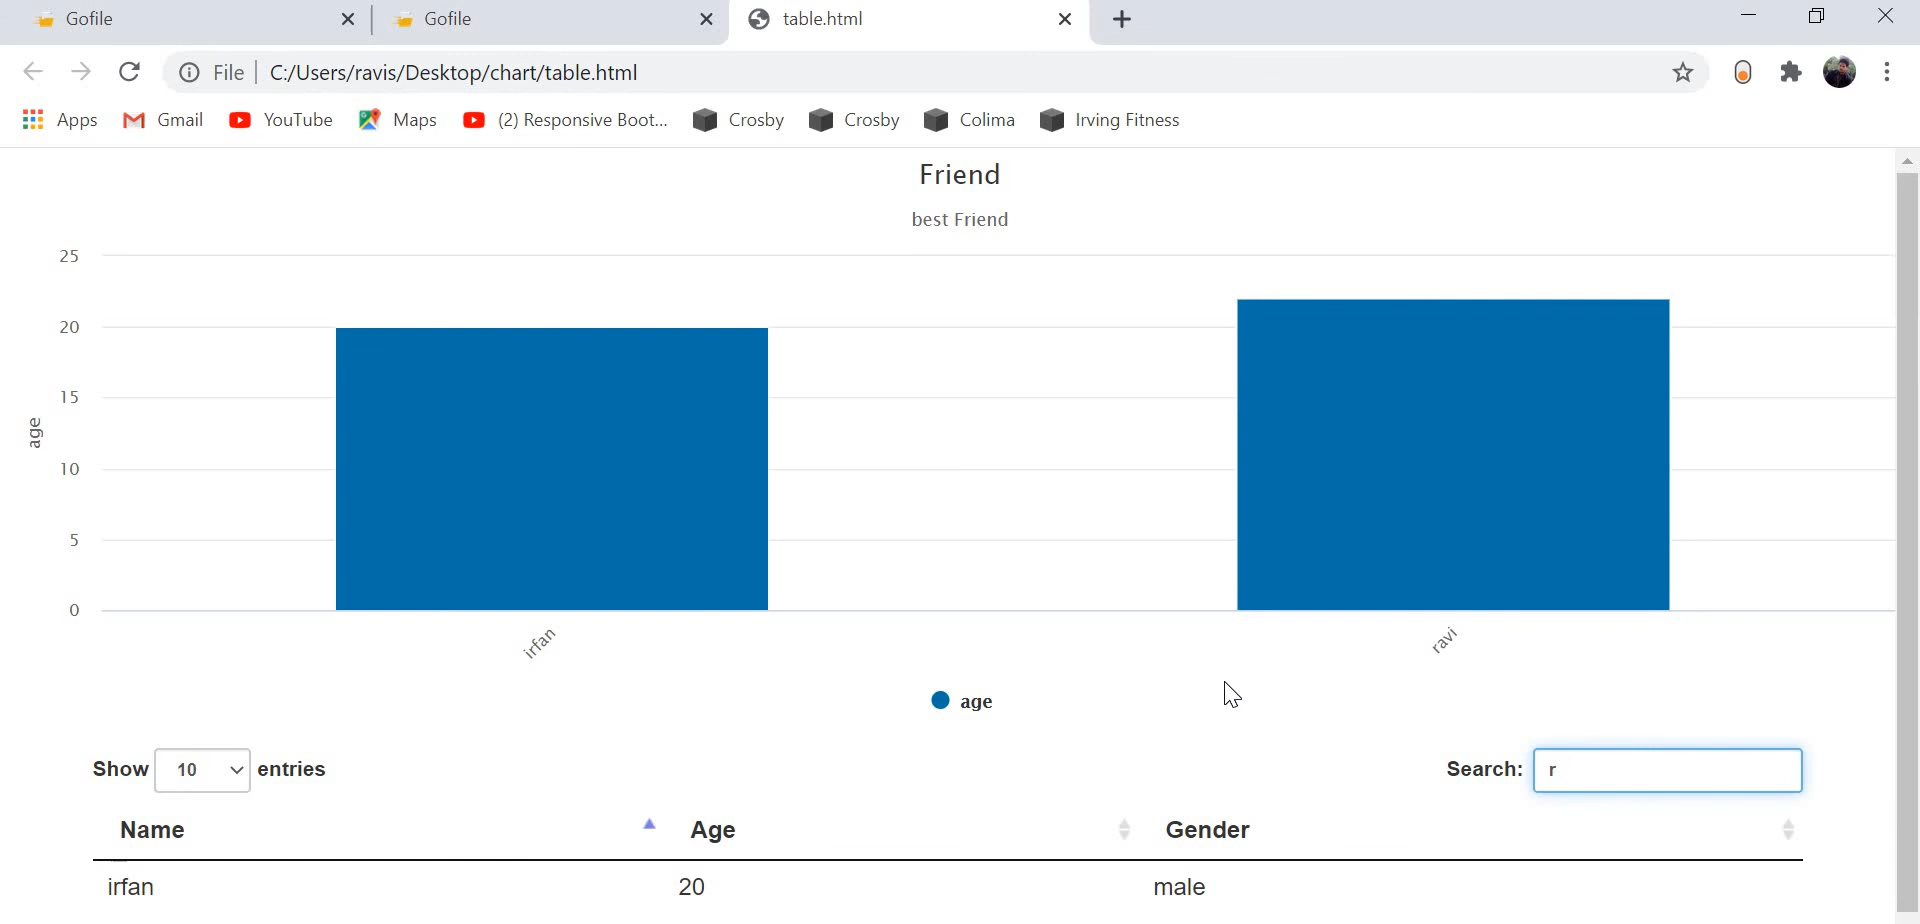 Gofile
Gofile
table.html
File C:/Users/ravis/Desktop/chart/table.html
Apps Gmail YouTube Maps (2) Responsive Boot... Crosby Crosby Colima Irving Fitness
Friend
best Friend
25
20
15
10
5
0
age
irfan ravi
age
Show 10 entries Search: r
Name Age Gender
irfan 20 male